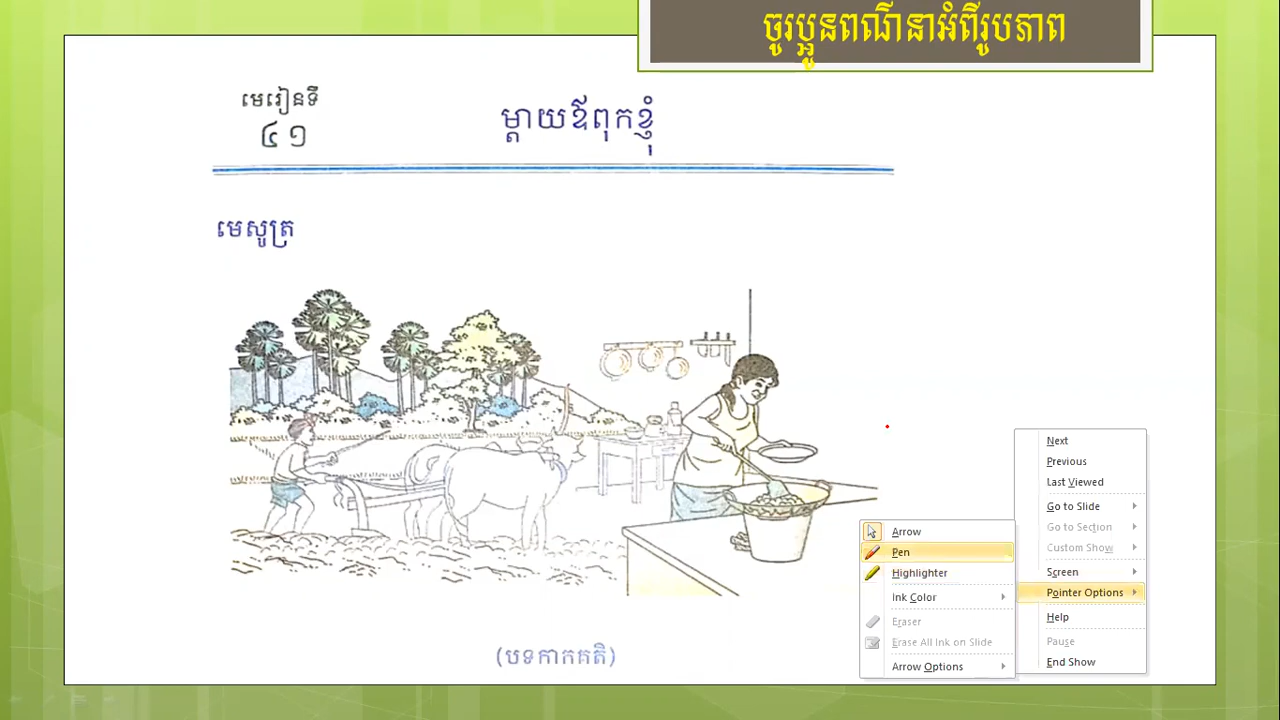 ចូរប្អូនពណ៌នាអំពីរូបភាព
មេរៀនទី
៤១
ម្ដាយឪពុកខ្ញុំ
មេសូត្រ
(បទកាកគតិ)
Next
Previous
Last Viewed
Go to Slide
Go to Section
Custom Show
Screen
Pointer Options
Help
Pause
End Show
Arrow
Pen
Highlighter
Ink Color
Eraser
Erase All Ink on Slide
Arrow Options